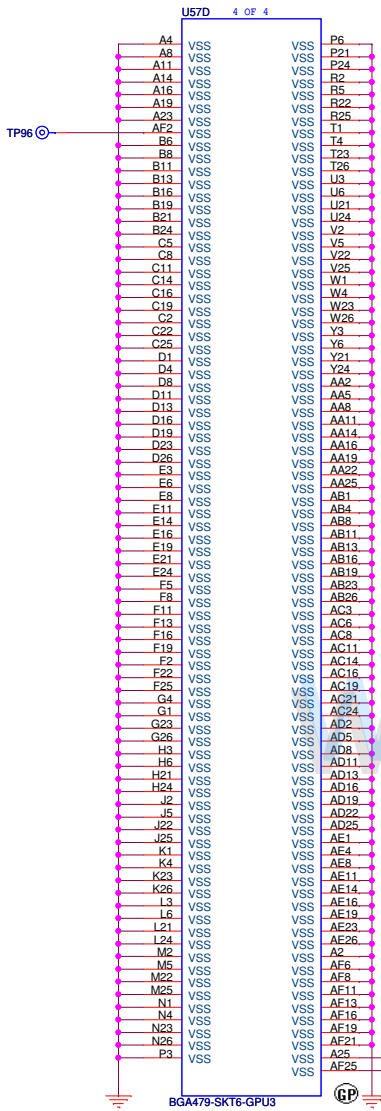 U57D 4 OF 4
A4 VSS VSS P6
A8 VSS VSS P21
A11 VSS VSS P24
A14 VSS VSS R2
A16 VSS VSS R5
A19 VSS VSS R22
A23 VSS VSS R25
TP96 AF2 VSS VSS T1
B6 VSS VSS T4
B8 VSS VSS T23
B11 VSS VSS T26
B13 VSS VSS U3
B16 VSS VSS U6
B19 VSS VSS U21
B21 VSS VSS U24
B24 VSS VSS V2
C5 VSS VSS V5
C8 VSS VSS V22
C11 VSS VSS V25
C14 VSS VSS W1
C16 VSS VSS W4
C19 VSS VSS W23
C2 VSS VSS W26
C22 VSS VSS Y3
C25 VSS VSS Y6
D1 VSS VSS Y21
D4 VSS VSS Y24
D8 VSS VSS AA2
D11 VSS VSS AA5
D13 VSS VSS AA8
D16 VSS VSS AA11
D19 VSS VSS AA14
D23 VSS VSS AA16
D26 VSS VSS AA19
E3 VSS VSS AA22
E6 VSS VSS AA25
E8 VSS VSS AB1
E11 VSS VSS AB4
E14 VSS VSS AB8
E16 VSS VSS AB11
E19 VSS VSS AB13
E21 VSS VSS AB16
E24 VSS VSS AB19
F5 VSS VSS AB23
F8 VSS VSS AB26
F11 VSS VSS AC3
F13 VSS VSS AC6
F16 VSS VSS AC8
F19 VSS VSS AC11
F2 VSS VSS AC14
F22 VSS VSS AC16
F25 VSS VSS AC19
G4 VSS VSS AC21
G1 VSS VSS AC24
G23 VSS VSS AD2
G26 VSS VSS AD5
H3 VSS VSS AD8
H6 VSS VSS AD11
H21 VSS VSS AD13
H24 VSS VSS AD16
J2 VSS VSS AD19
J5 VSS VSS AD22
J22 VSS VSS AD25
J25 VSS VSS AE1
K1 VSS VSS AE4
K4 VSS VSS AE8
K23 VSS VSS AE11
K26 VSS VSS AE14
L3 VSS VSS AE16
L6 VSS VSS AE19
L21 VSS VSS AE23
L24 VSS VSS AE26
M2 VSS VSS A2
M5 VSS VSS AF6
M22 VSS VSS AF8
M25 VSS VSS AF11
N1 VSS VSS AF13
N4 VSS VSS AF16
N23 VSS VSS AF19
N26 VSS VSS AF21
P3 VSS VSS A25
VSS AF25
BGA479-SKT6-GPU3 GP